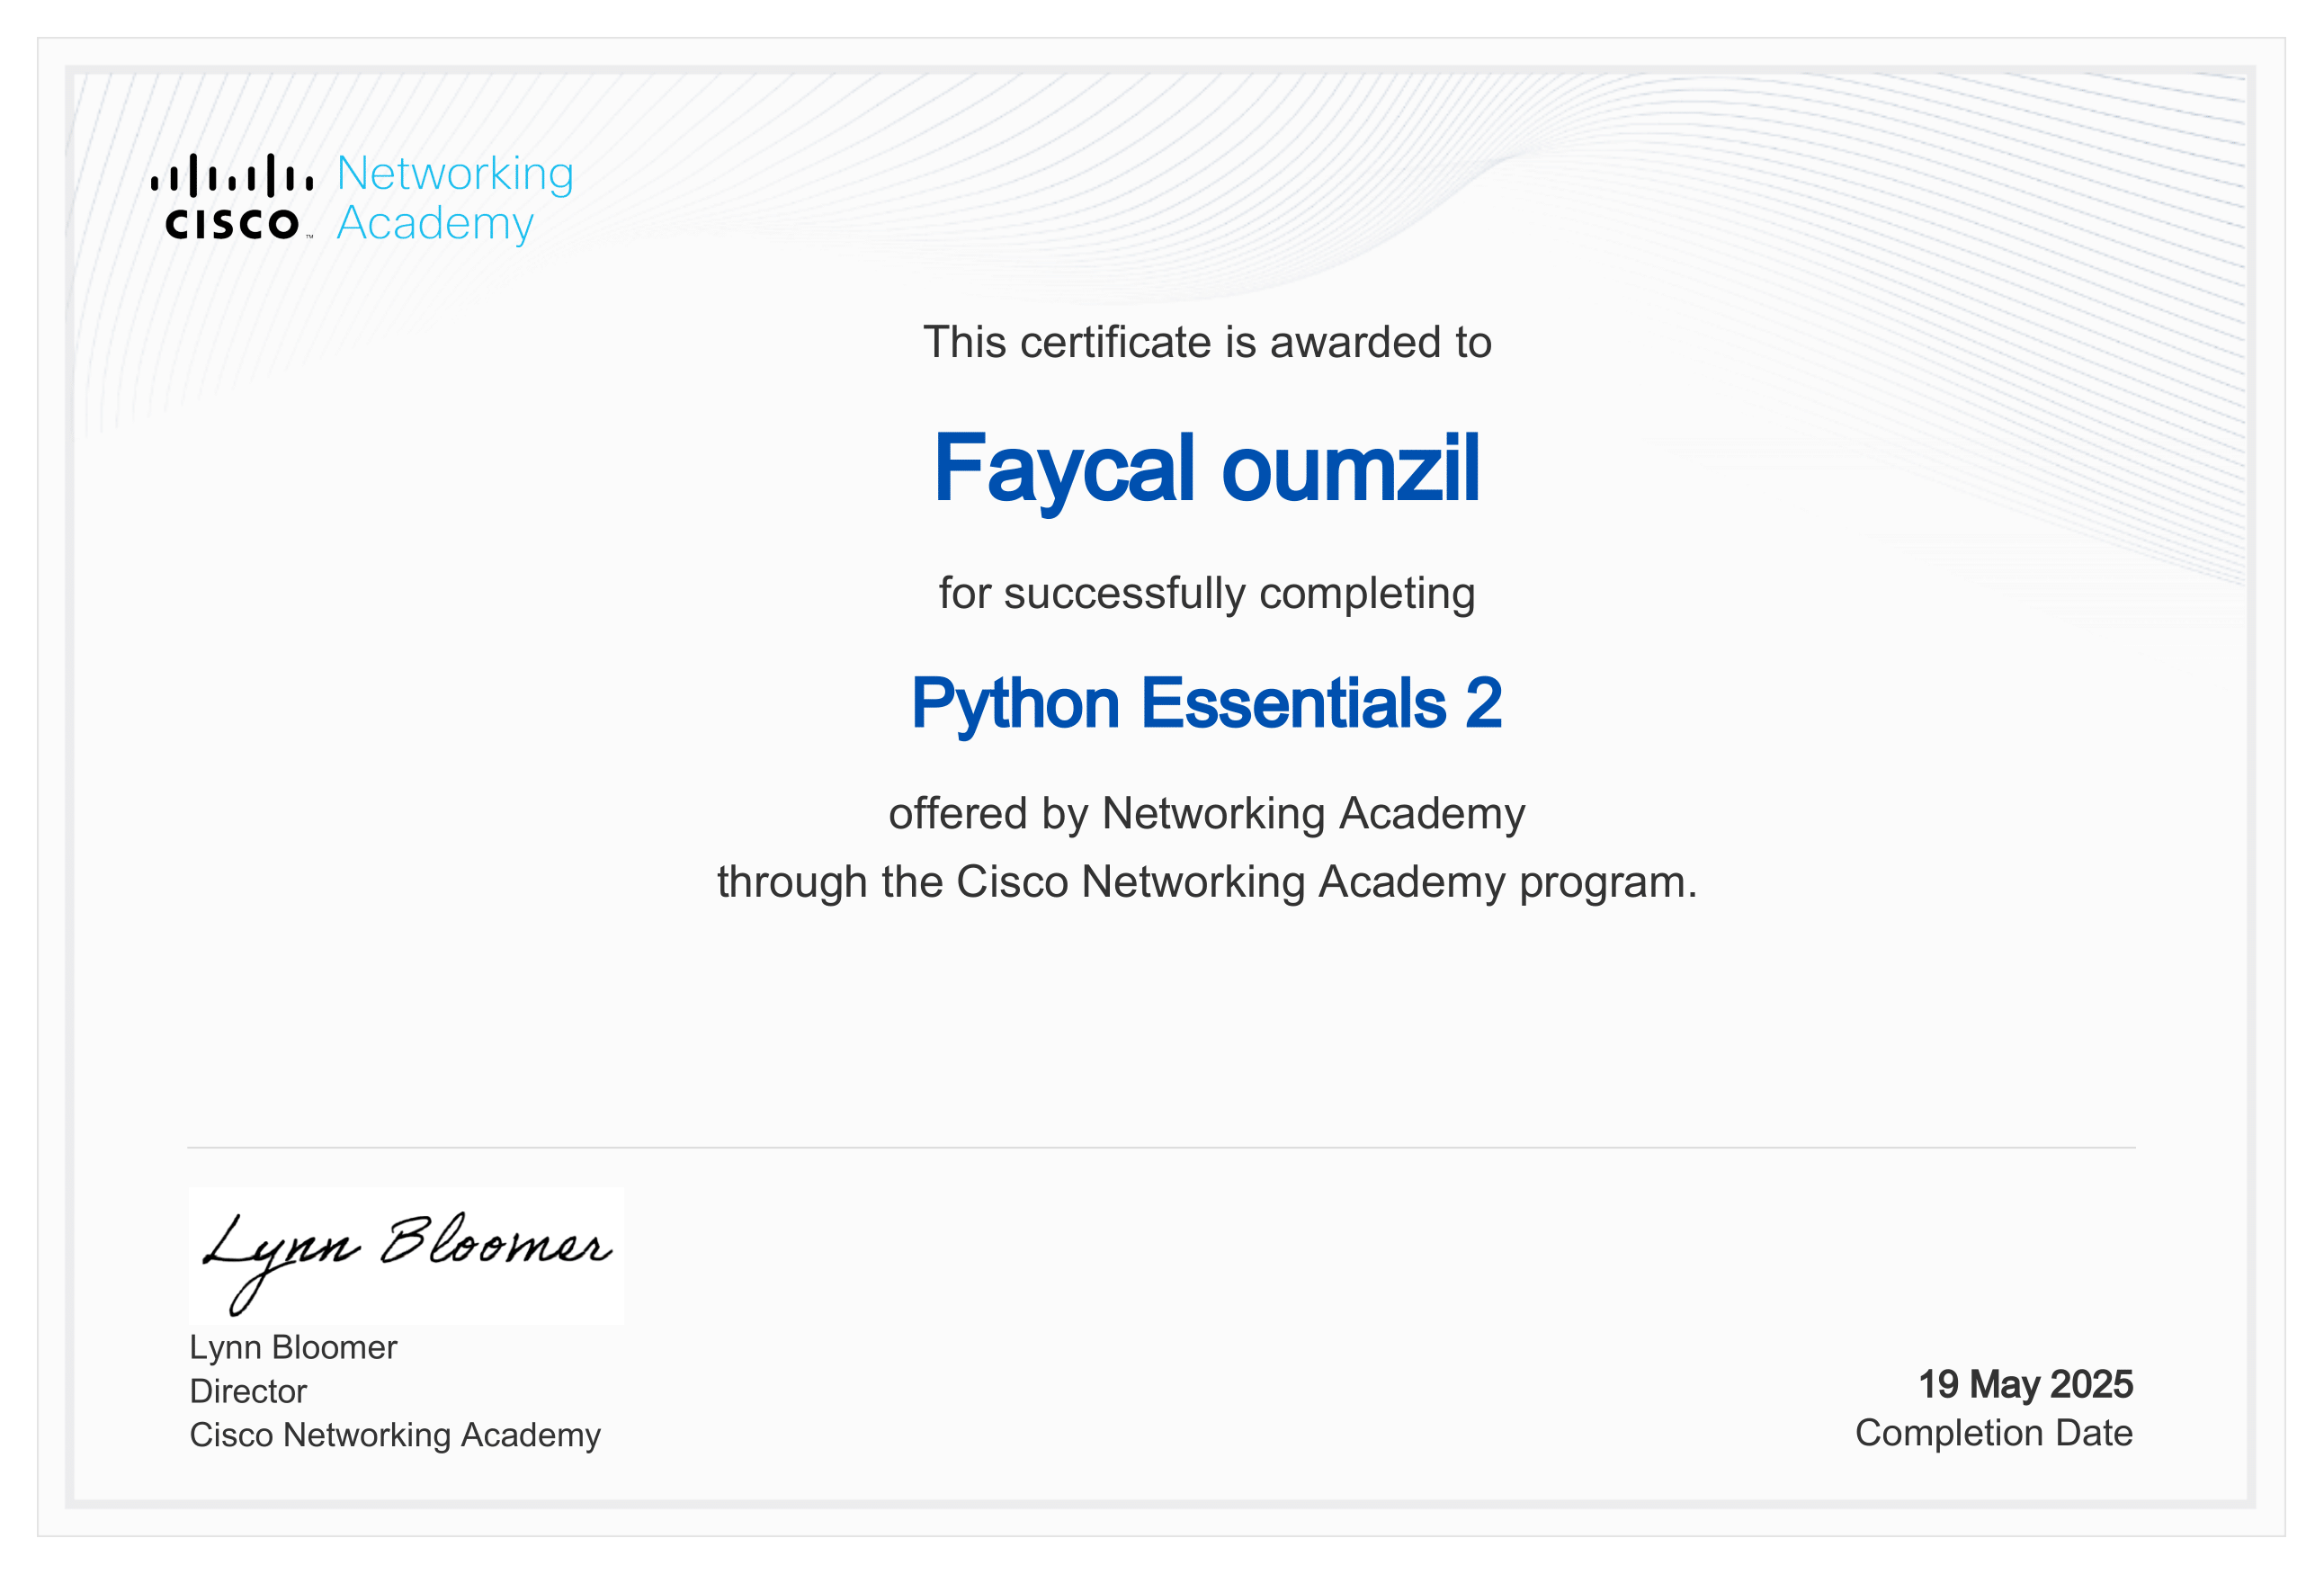 Networking
CISCO™ Academy
This certificate is awarded to
Faycal oumzil
for successfully completing
Python Essentials 2
offered by Networking Academy
through the Cisco Networking Academy program.
Lynn Bloomer
Lynn Bloomer
Director
Cisco Networking Academy
19 May 2025
Completion Date